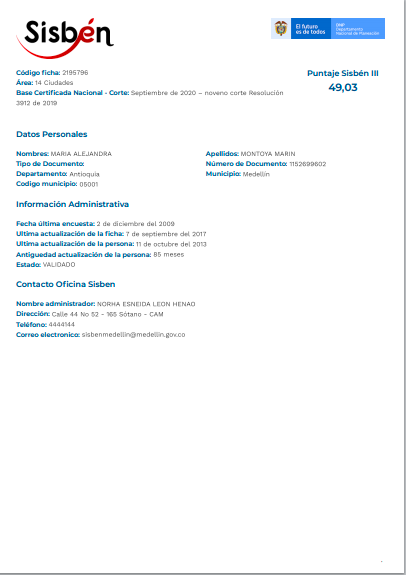 Sisbén
El futuro
es de todos
DNP
Departamento
Nacional de Planeación
Código ficha: 2195796
Área: 14 Ciudades
Base Certificada Nacional - Corte: Septiembre de 2020 – noveno corte Resolución
3912 de 2019
Puntaje Sisbén III
49,03
Datos Personales
Nombres: MARIA ALEJANDRA
Apellidos: MONTOYA MARIN
Tipo de Documento:
Número de Documento: 1152699602
Departamento: Antioquia
Municipio: Medellín
Codigo municipio: 05001
Información Administrativa
Fecha última encuesta: 2 de diciembre del 2009
Ultima actualización de la ficha: 7 de septiembre del 2017
Ultima actualización de la persona: 11 de octubre del 2013
Antiguedad actualización de la persona: 85 meses
Estado: VALIDADO
Contacto Oficina Sisben
Nombre administrador: NORHA ESNEIDA LEON HENAO
Dirección: Calle 44 No 52 - 165 Sótano - CAM
Teléfono: 4444144
Correo electronico: sisbenmedellin@medellin.gov.co